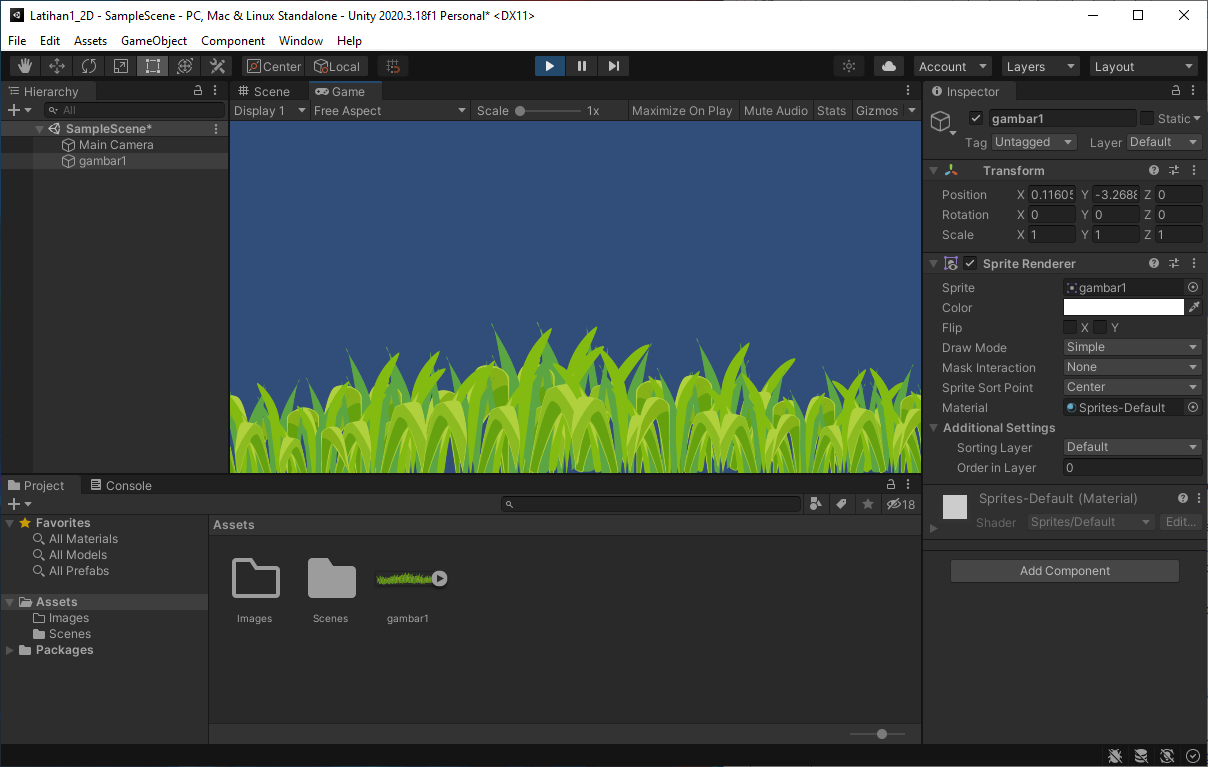 Latihan1_2D - SampleScene - PC, Mac & Linux Standalone - Unity 2020.3.18f1 Personal* <DX11>
File Edit Assets GameObject Component Window Help
Center Local Account Layers Layout
Hierarchy
All
SampleScene*
Main Camera
gambar1
Scene Game
Display 1 Free Aspect Scale 1x Maximize On Play Mute Audio Stats Gizmos
Inspector
gambar1 Static
Tag Untagged Layer Default
Transform
Position X 0.11605 Y -3.2688 Z 0
Rotation X 0 Y 0 Z 0
Scale X 1 Y 1 Z 1
Sprite Renderer
Sprite gambar1
Color
Flip X Y
Draw Mode Simple
Mask Interaction None
Sprite Sort Point Center
Material Sprites-Default
Additional Settings
Sorting Layer Default
Order in Layer 0
Sprites-Default (Material)
Shader Sprites/Default Edit...
Add Component
Project Console
18
Favorites
All Materials
All Models
All Prefabs
Assets
Images
Scenes
Packages
Assets
Images Scenes gambar1